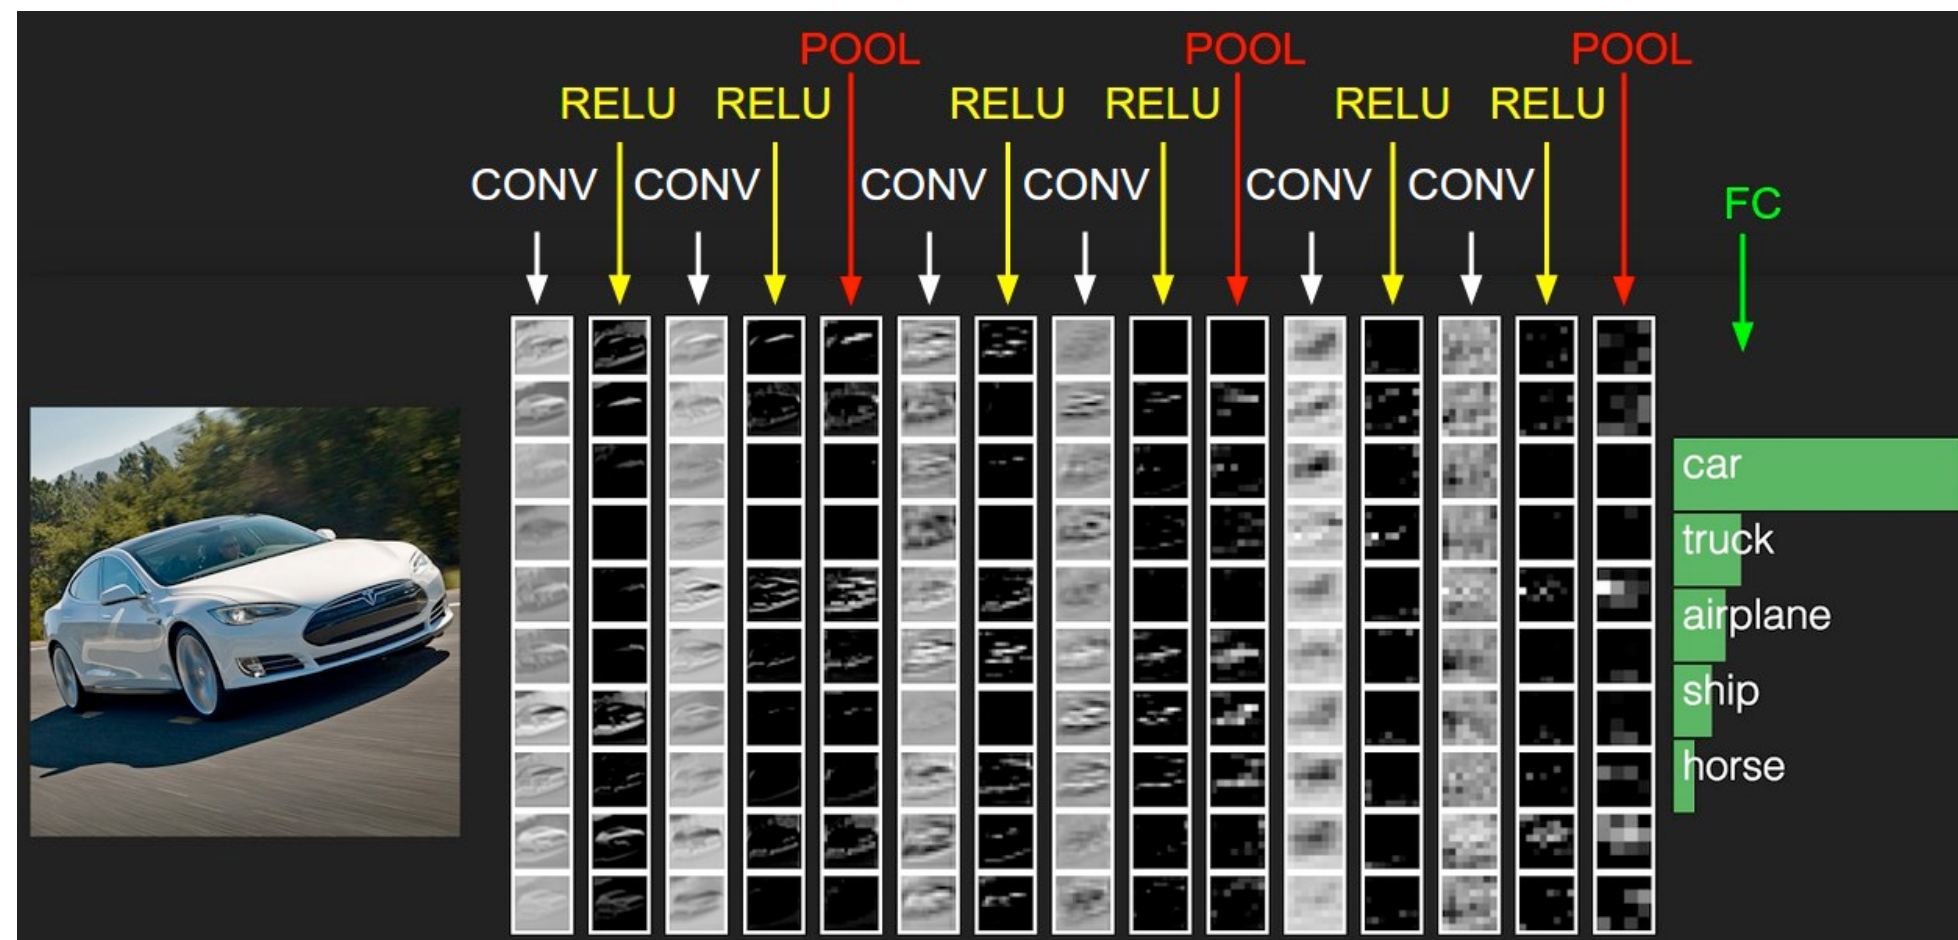 POOL POOL POOL
RELU RELU RELU RELU RELU RELU
CONV CONV CONV CONV CONV CONV
FC
car
truck
airplane
ship
horse